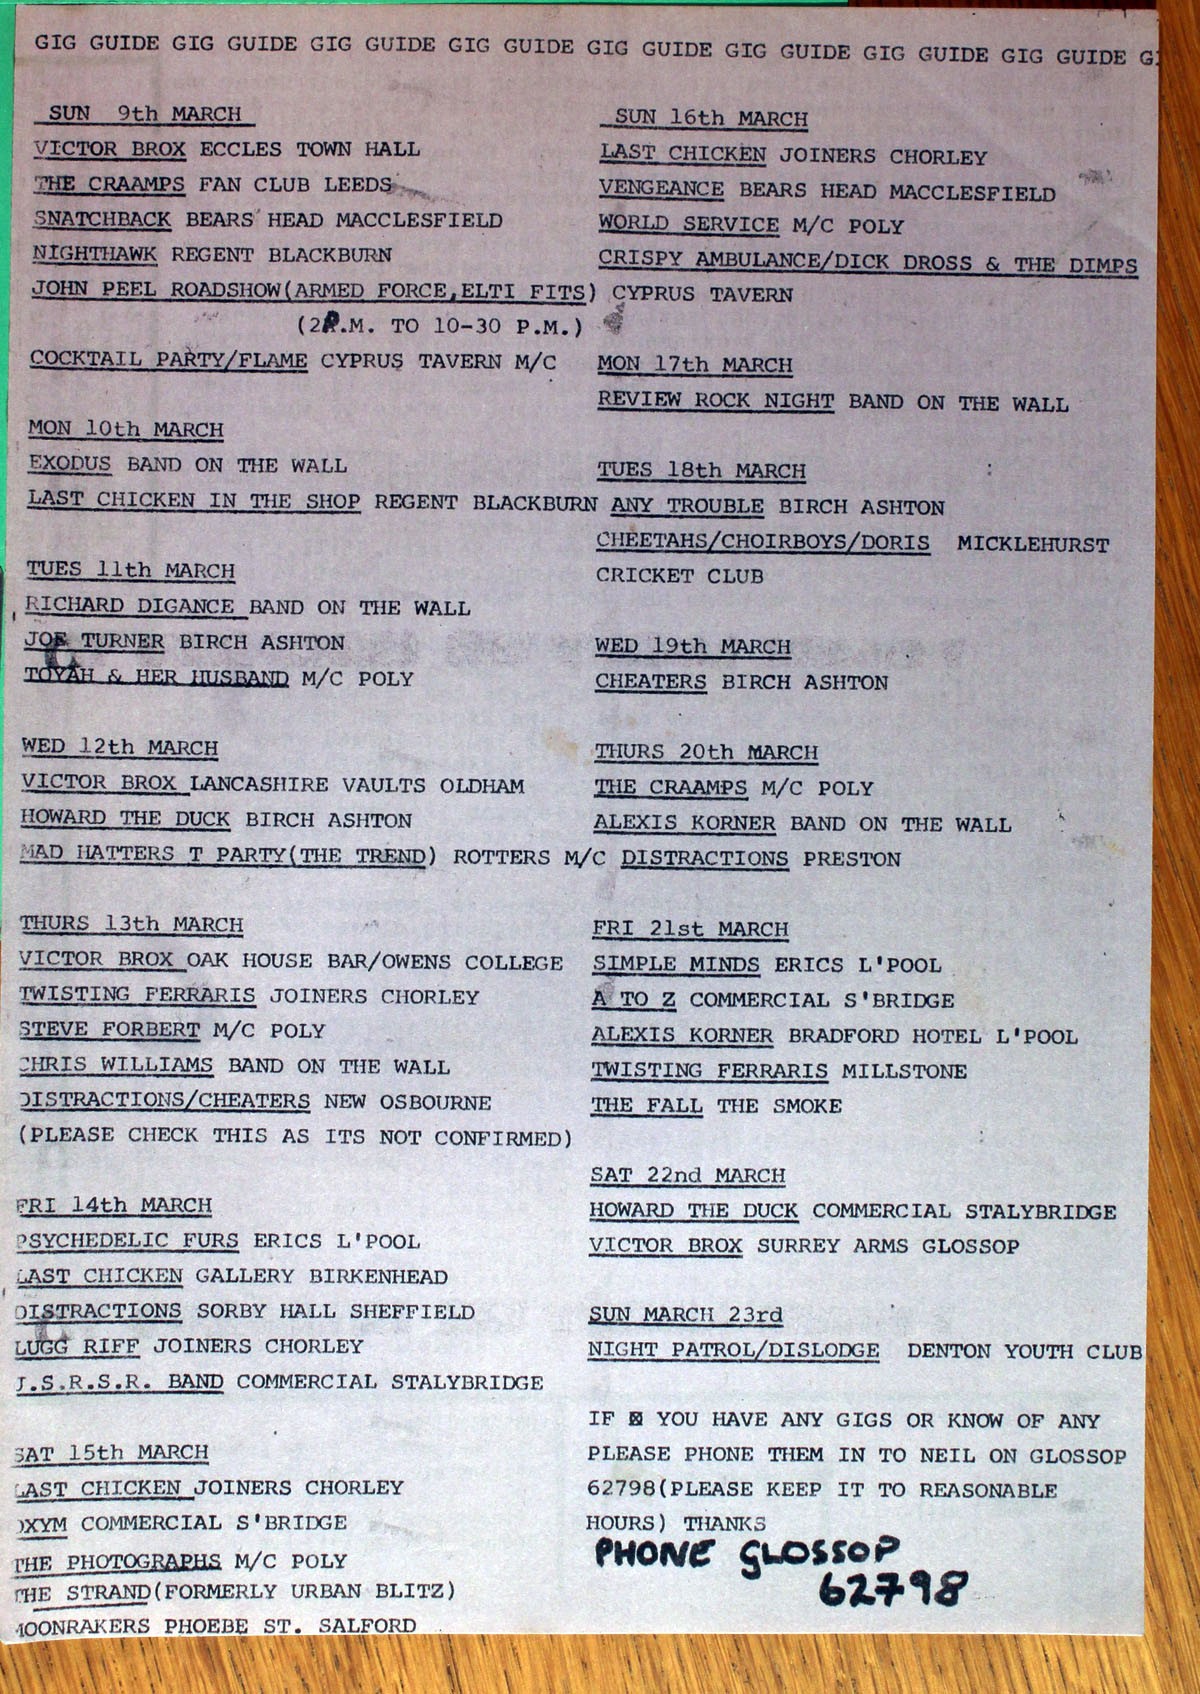 GIG GUIDE GIG GUIDE GIG GUIDE GIG GUIDE GIG GUIDE GIG GUIDE GIG GUIDE GIG GUIDE G
SUN 9th MARCH
VICTOR BROX ECCLES TOWN HALL
THE CRAAMPS FAN CLUB LEEDS
SNATCHBACK BEARS HEAD MACCLESFIELD
NIGHTHAWK REGENT BLACKBURN
JOHN PEEL ROADSHOW(ARMED FORCE,ELTI FITS)
(2P.M. TO 10-30 P.M.)
COCKTAIL PARTY/FLAME CYPRUS TAVERN M/C
MON 10th MARCH
EXODUS BAND ON THE WALL
LAST CHICKEN IN THE SHOP REGENT BLACKBURN
TUES 11th MARCH
RICHARD DIGANCE BAND ON THE WALL
JOE TURNER BIRCH ASHTON
TOYAH & HER HUSBAND M/C POLY
WED 12th MARCH
VICTOR BROX LANCASHIRE VAULTS OLDHAM
HOWARD THE DUCK BIRCH ASHTON
MAD HATTERS T PARTY(THE TREND) ROTTERS M/C
THURS 13th MARCH
VICTOR BROX OAK HOUSE BAR/OWENS COLLEGE
TWISTING FERRARIS JOINERS CHORLEY
STEVE FORBERT M/C POLY
CHRIS WILLIAMS BAND ON THE WALL
DISTRACTIONS/CHEATERS NEW OSBOURNE
(PLEASE CHECK THIS AS ITS NOT CONFIRMED)
FRI 14th MARCH
PSYCHEDELIC FURS ERICS L'POOL
LAST CHICKEN GALLERY BIRKENHEAD
DISTRACTIONS SORBY HALL SHEFFIELD
LUGG RIFF JOINERS CHORLEY
J.S.R.S.R. BAND COMMERCIAL STALYBRIDGE
SAT 15th MARCH
LAST CHICKEN JOINERS CHORLEY
OXYM COMMERCIAL S'BRIDGE
THE PHOTOGRAPHS M/C POLY
THE STRAND(FORMERLY URBAN BLITZ)
MOONRAKERS PHOEBE ST. SALFORD
SUN 16th MARCH
LAST CHICKEN JOINERS CHORLEY
VENGEANCE BEARS HEAD MACCLESFIELD
WORLD SERVICE M/C POLY
CRISPY AMBULANCE/DICK DROSS & THE DIMPS
CYPRUS TAVERN
MON 17th MARCH
REVIEW ROCK NIGHT BAND ON THE WALL
TUES 18th MARCH
ANY TROUBLE BIRCH ASHTON
CHEETAHS/CHOIRBOYS/DORIS MICKLEHURST
CRICKET CLUB
WED 19th MARCH
CHEATERS BIRCH ASHTON
THURS 20th MARCH
THE CRAAMPS M/C POLY
ALEXIS KORNER BAND ON THE WALL
DISTRACTIONS PRESTON
FRI 21st MARCH
SIMPLE MINDS ERICS L'POOL
A TO Z COMMERCIAL S'BRIDGE
ALEXIS KORNER BRADFORD HOTEL L'POOL
TWISTING FERRARIS MILLSTONE
THE FALL THE SMOKE
SAT 22nd MARCH
HOWARD THE DUCK COMMERCIAL STALYBRIDGE
VICTOR BROX SURREY ARMS GLOSSOP
SUN MARCH 23rd
NIGHT PATROL/DISLODGE DENTON YOUTH CLUB
IF YOU HAVE ANY GIGS OR KNOW OF ANY
PLEASE PHONE THEM IN TO NEIL ON GLOSSOP
62798(PLEASE KEEP IT TO REASONABLE
HOURS) THANKS
PHONE GLOSSOP
62798